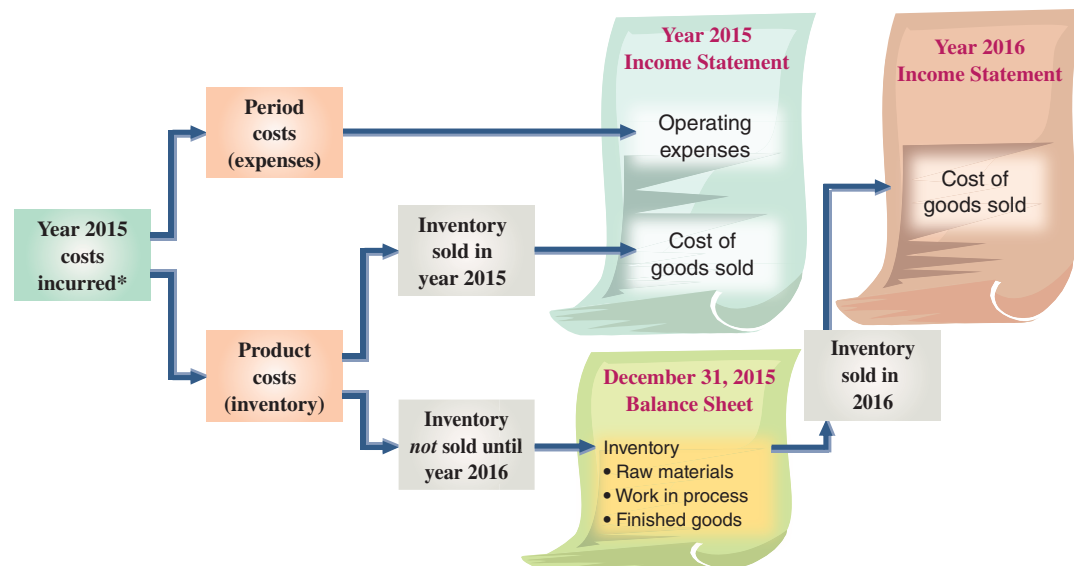 Year 2015
costs
incurred*
Period
costs
(expenses)
Product
costs
(inventory)
Inventory
sold in
year 2015
Inventory
not sold until
year 2016
Year 2015
Income Statement
Operating
expenses
Cost of
goods sold
December 31, 2015
Balance Sheet
Inventory
• Raw materials
• Work in process
• Finished goods
Inventory
sold in
2016
Year 2016
Income Statement
Cost of
goods sold